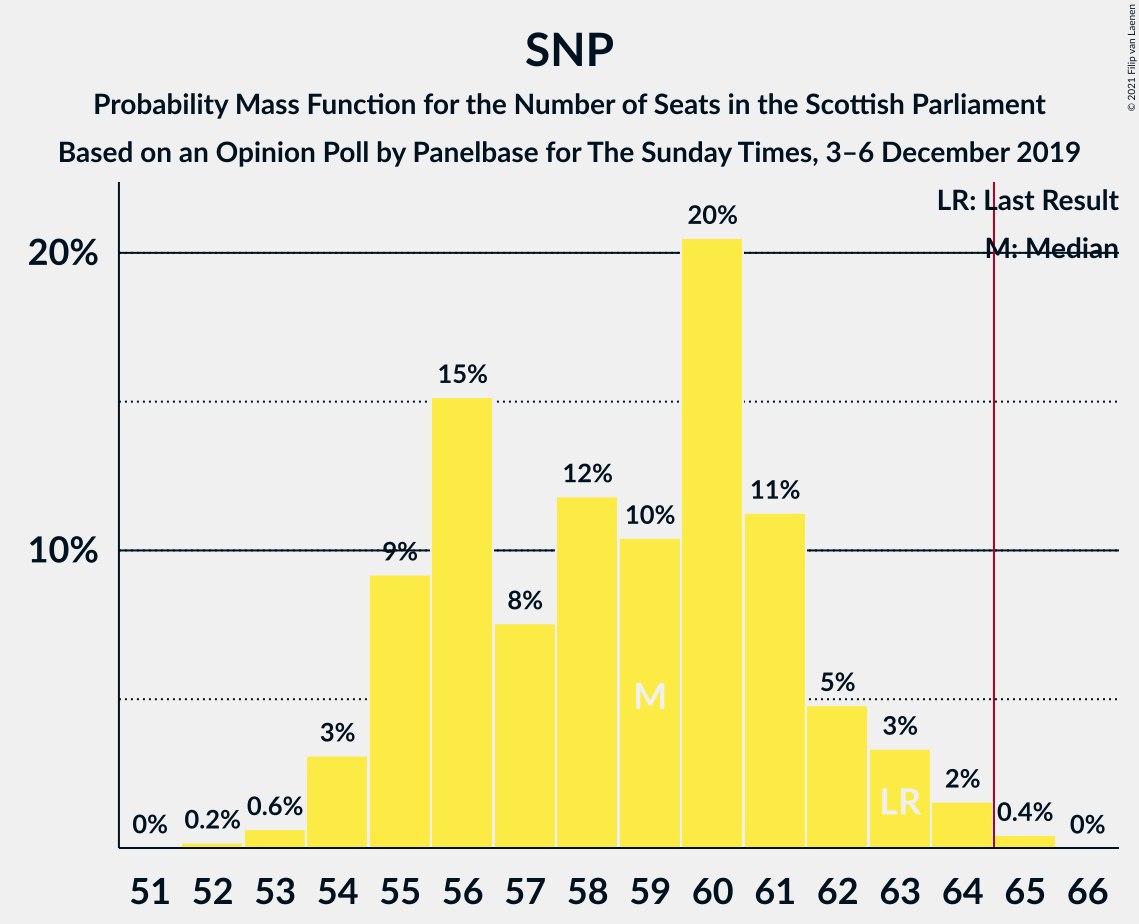 SNP
Probability Mass Function for the Number of Seats in the Scottish Parliament
Based on an Opinion Poll by Panelbase for The Sunday Times, 3–6 December 2019
© 2021 Filip van Laenen
LR: Last Result
M: Median
20%
10%
0%
0.2%
0.6%
3%
9%
15%
8%
12%
10%
20%
11%
5%
3%
2%
0.4%
0%
M
LR
51 52 53 54 55 56 57 58 59 60 61 62 63 64 65 66